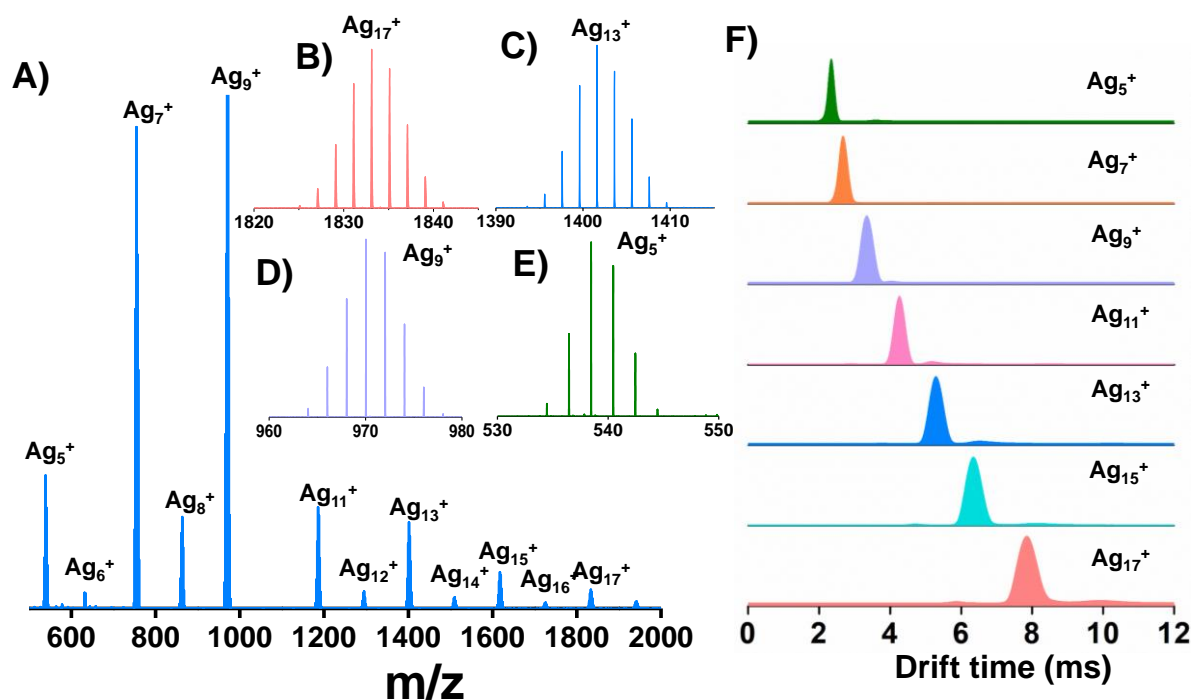 A)
Ag5+
Ag6+
Ag7+
Ag8+
Ag9+
Ag11+
Ag12+
Ag13+
Ag14+
Ag15+
Ag16+
Ag17+
600 800 1000 1200 1400 1600 1800 2000
m/z
B)
Ag17+
1820 1830 1840
C)
Ag13+
1390 1400 1410
D)
Ag9+
960 970 980
E)
Ag5+
530 540 550
F)
Ag5+
Ag7+
Ag9+
Ag11+
Ag13+
Ag15+
Ag17+
0 2 4 6 8 10 12
Drift time (ms)